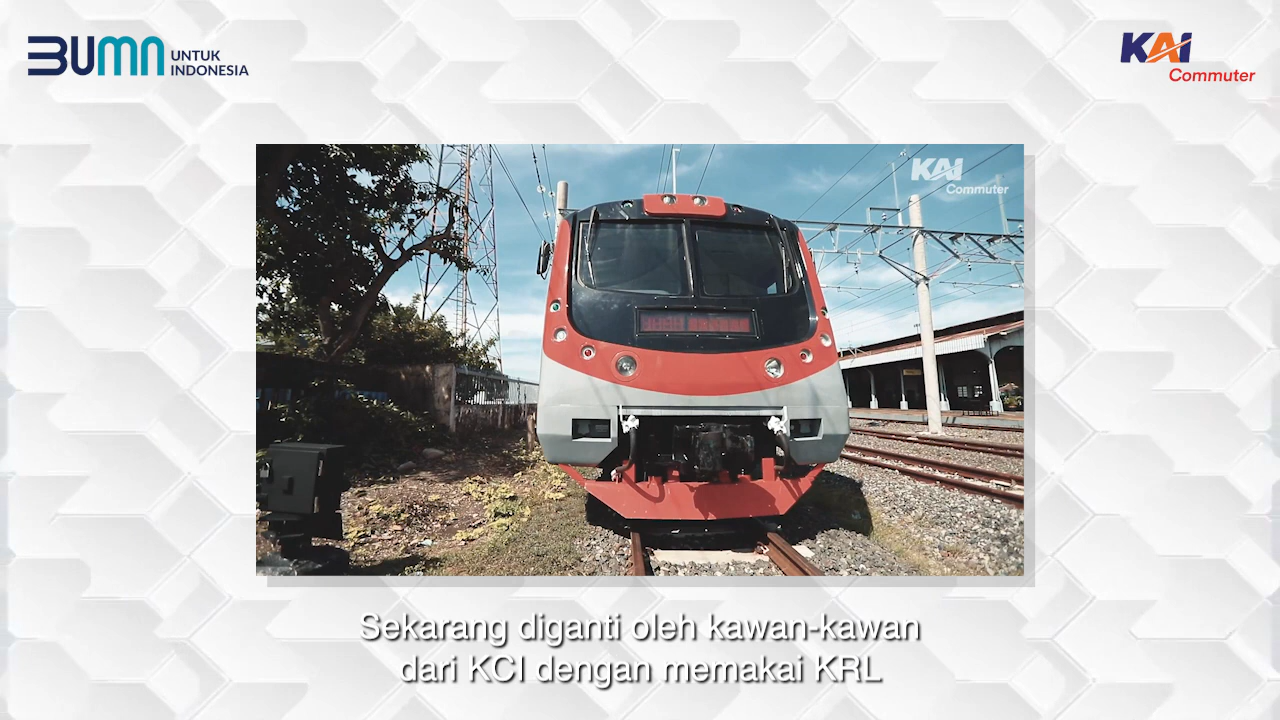 BUMN
UNTUK
INDONESIA
KAI
Commuter
KAI
Commuter
Sekarang diganti oleh kawan-kawan
dari KCI dengan memakai KRL